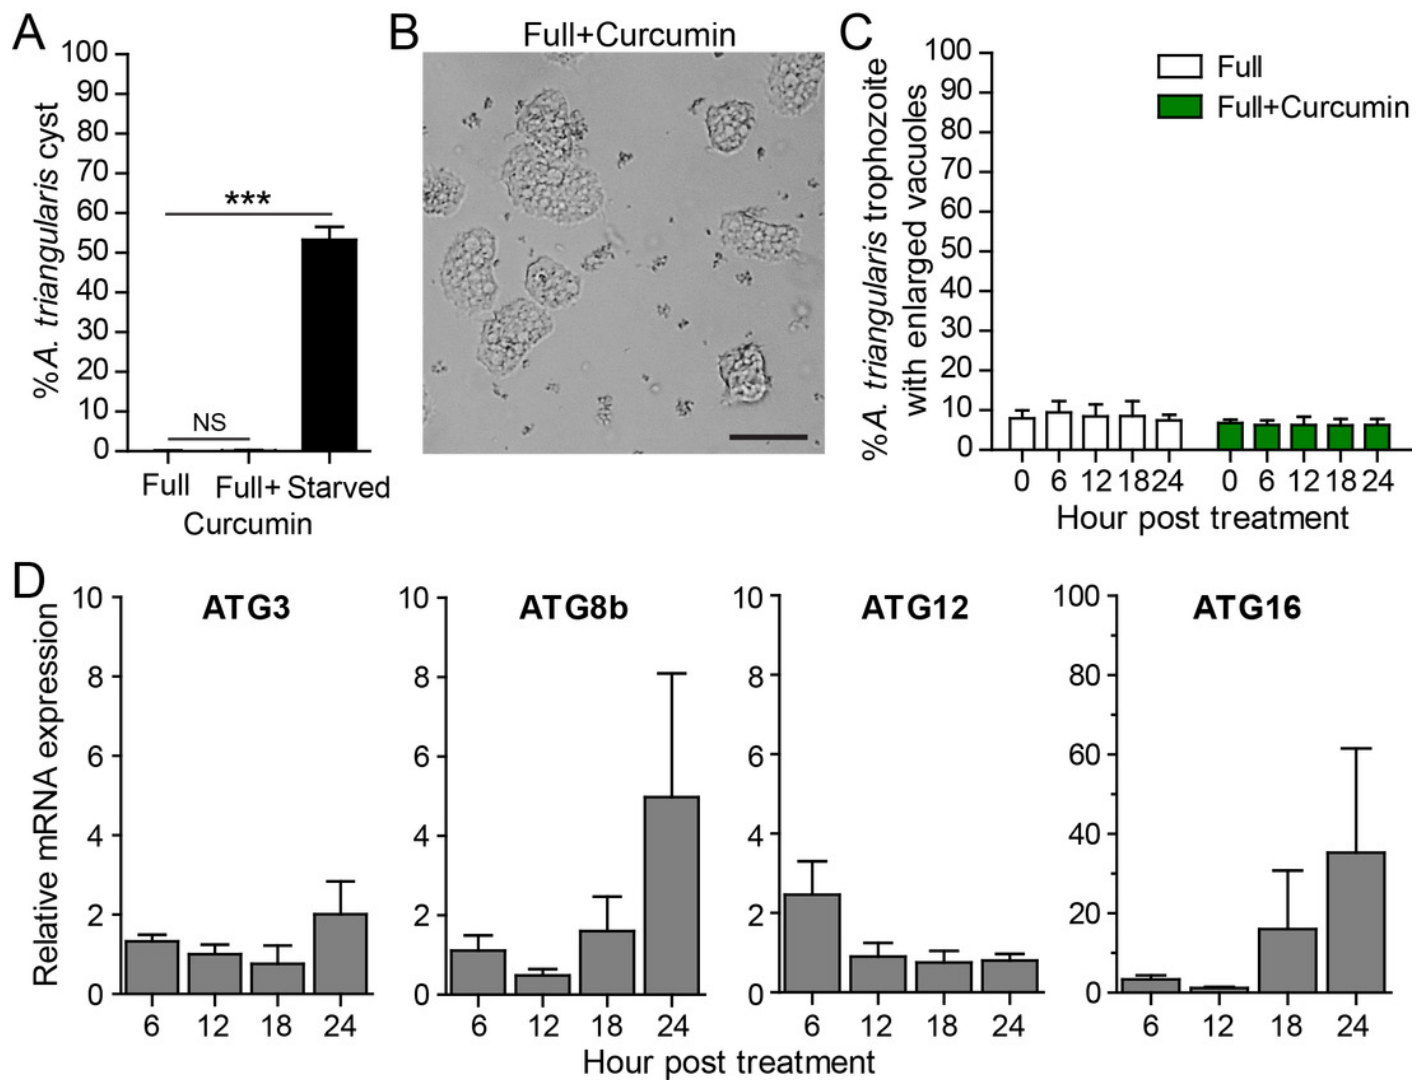 A
%A. triangularis cyst
100
90
80
70
60
50
40
30
20
10
0
***
NS
Full
Full+
Curcumin
Starved
B
Full+Curcumin
C
%A. triangularis trophozoite
with enlarged vacuoles
100
90
80
70
60
50
40
30
20
10
0
Full
Full+Curcumin
0 6 12 18 24
0 6 12 18 24
Hour post treatment
D
Relative mRNA expression
ATG3
10
8
6
4
2
0
6 12 18 24
ATG8b
10
8
6
4
2
0
6 12 18 24
ATG12
10
8
6
4
2
0
6 12 18 24
ATG16
100
80
60
40
20
0
6 12 18 24
Hour post treatment